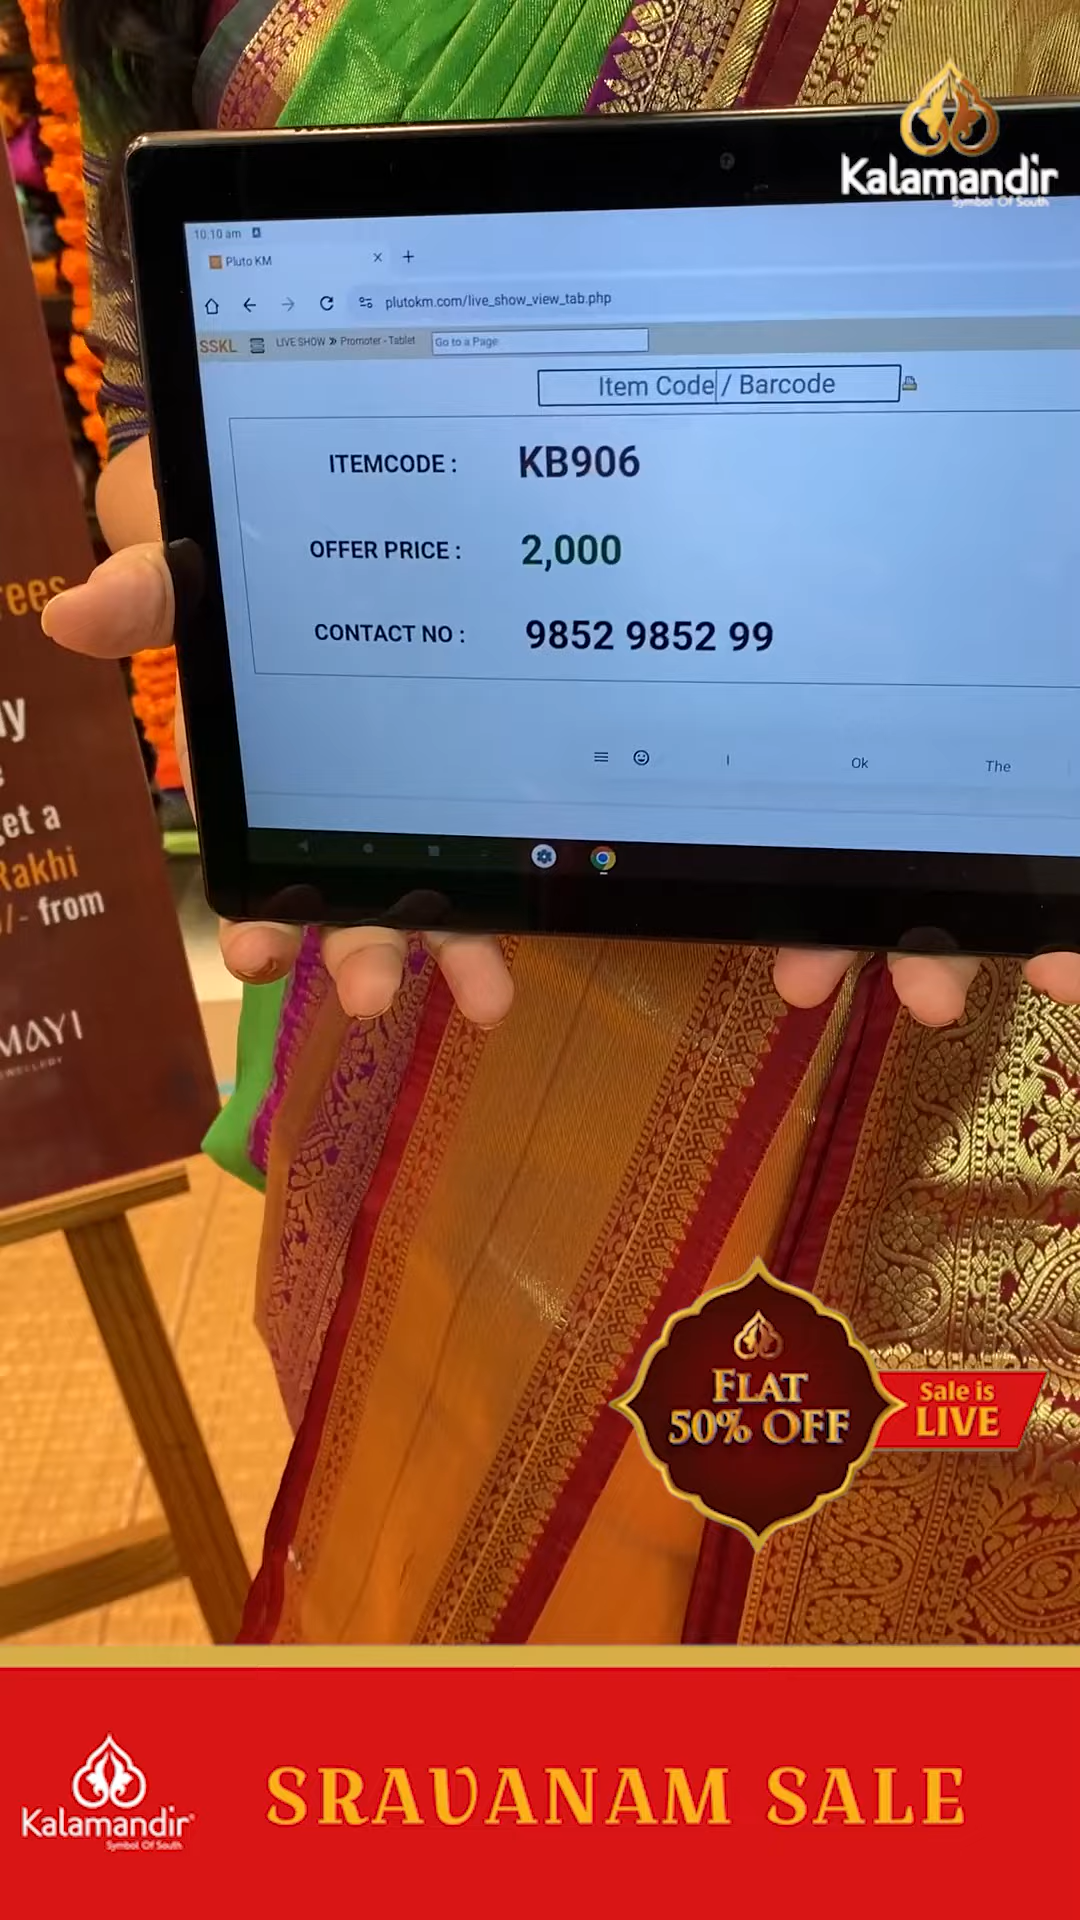 Kalamandir
Symbol Of South
10:10 am
Pluto KM
plutokm.com/live_show_view_tab.php
SSKL
LIVE SHOW » Promoter - Tablet
Go to a Page
Item Code / Barcode
ITEMCODE : KB906
OFFER PRICE : 2,000
CONTACT NO : 9852 9852 99
Ok
The
et a
Rakhi
/- from
MAYI
FLAT
50% OFF
Sale is
LIVE
Kalamandir
Symbol Of South
SRAVANAM SALE